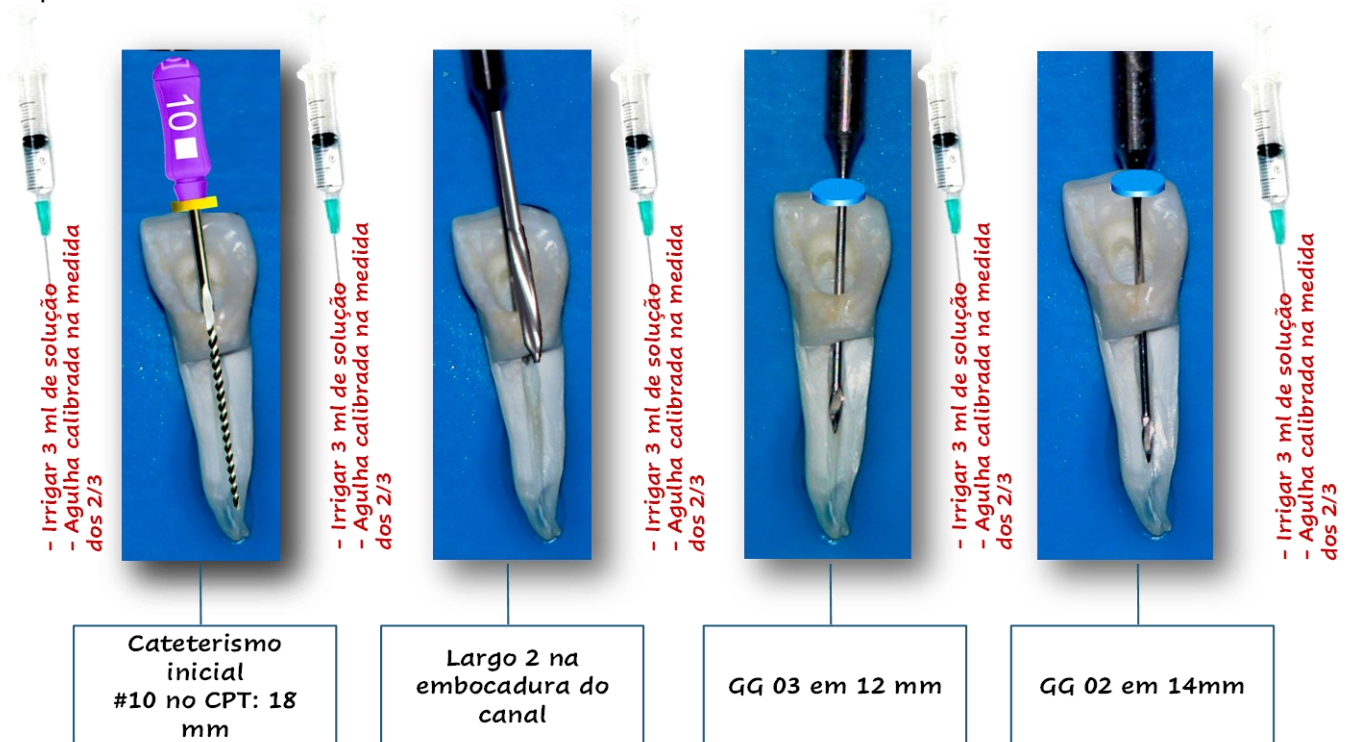 10
- Irrigar 3 ml de solução
- Agulha calibrada na medida
dos 2/3
- Irrigar 3 ml de solução
- Agulha calibrada na medida
dos 2/3
- Irrigar 3 ml de solução
- Agulha calibrada na medida
dos 2/3
- Irrigar 3 ml de solução
- Agulha calibrada na medida
dos 2/3
- Irrigar 3 ml de solução
- Agulha calibrada na medida
dos 2/3
Cateterismo
inicial
#10 no CPT: 18
mm
Largo 2 na
embocadura do
canal
GG 03 em 12 mm
GG 02 em 14mm